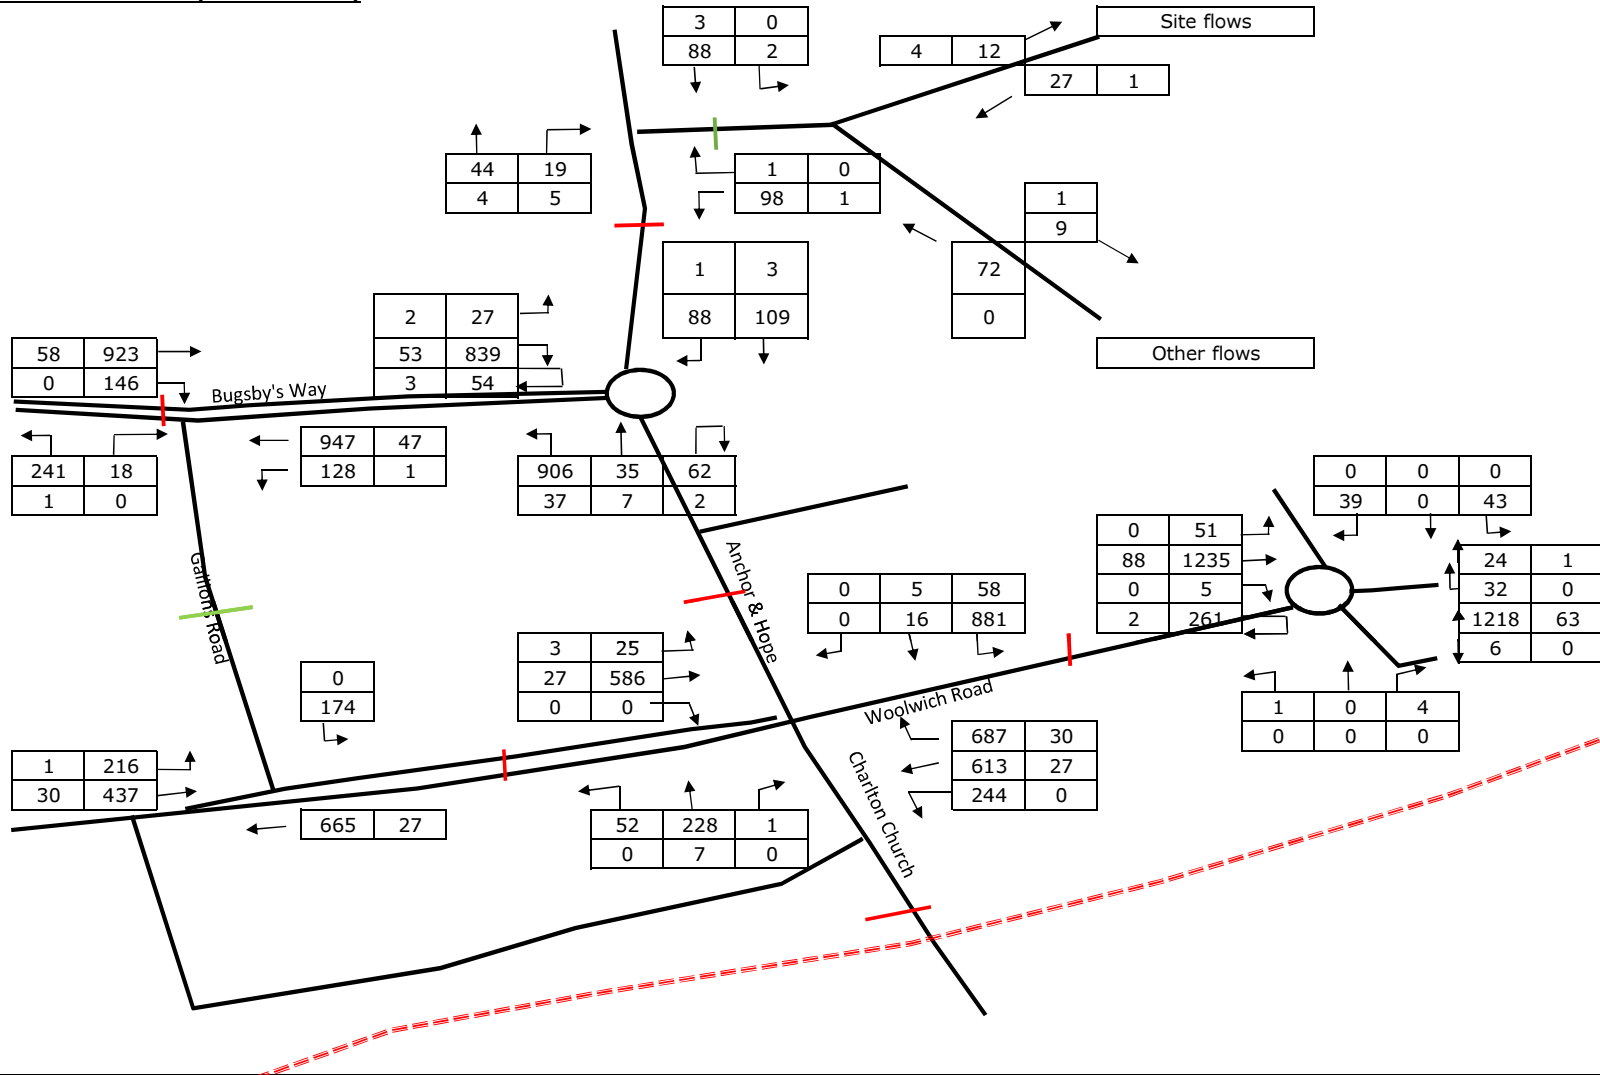 3 0
88 2
Site flows
4 12
27 1
44 19
4 5
1 0
98 1
1
9
1 3
88 109
72
0
Other flows
2 27
53 839
3 54
58 923
0 146
Bugsby's Way
947 47
128 1
241 18
1 0
906 35 62
37 7 2
0 0 0
39 0 43
0 51
88 1235
0 5
2 261
24 1
32 0
1218 63
6 0
Gallions Road
Anchor & Hope
0 5 58
0 16 881
3 25
27 586
0 0
0
174
Woolwich Road
1 0 4
0 0 0
687 30
613 27
244 0
1 216
30 437
665 27
52 228 1
0 7 0
Charlton Church